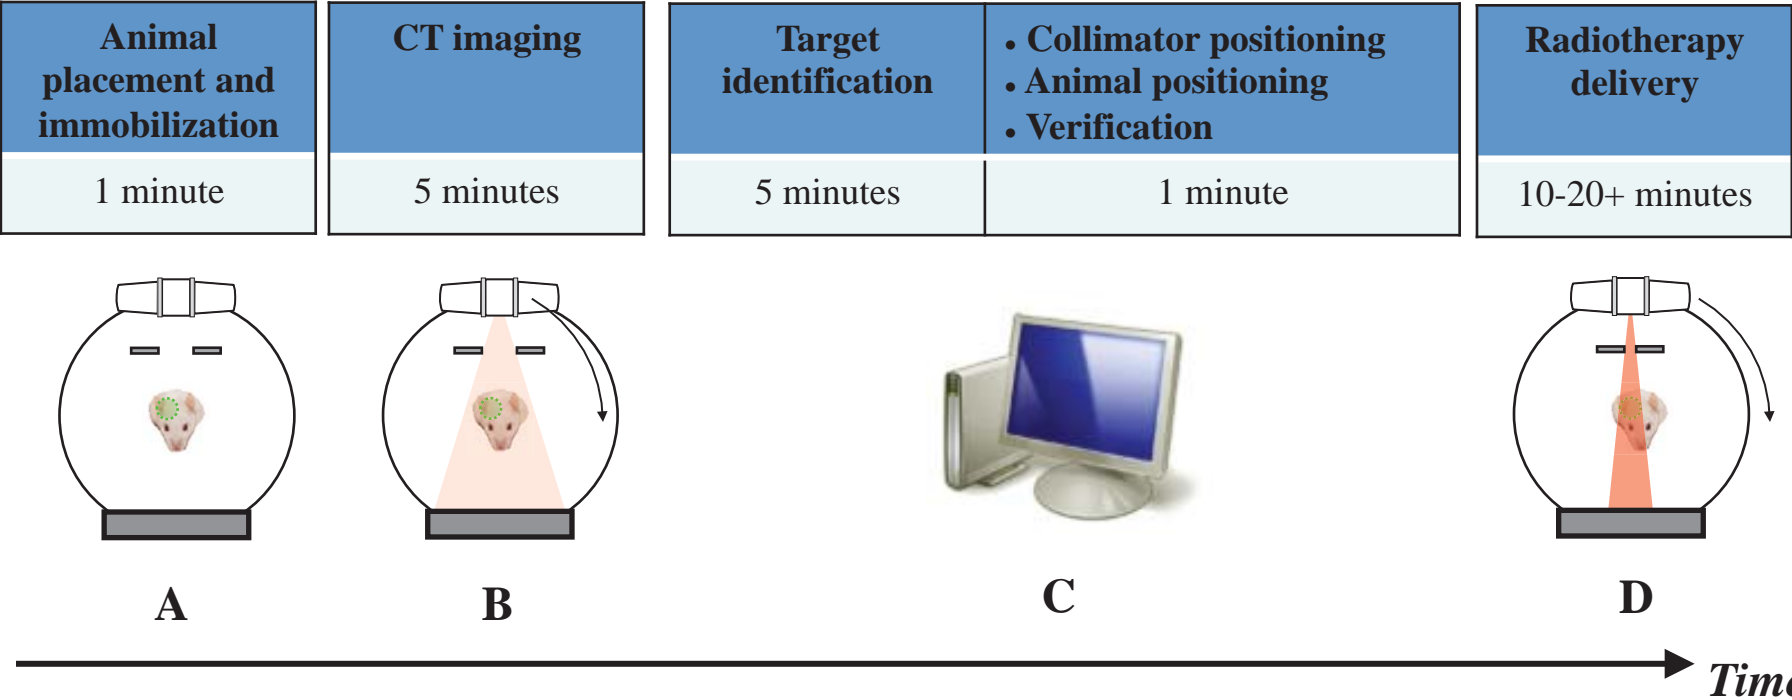 Animal
placement and
immobilization
1 minute
CT imaging
5 minutes
Target
identification
5 minutes
• Collimator positioning
• Animal positioning
• Verification
1 minute
Radiotherapy
delivery
10-20+ minutes
A
B
C
D